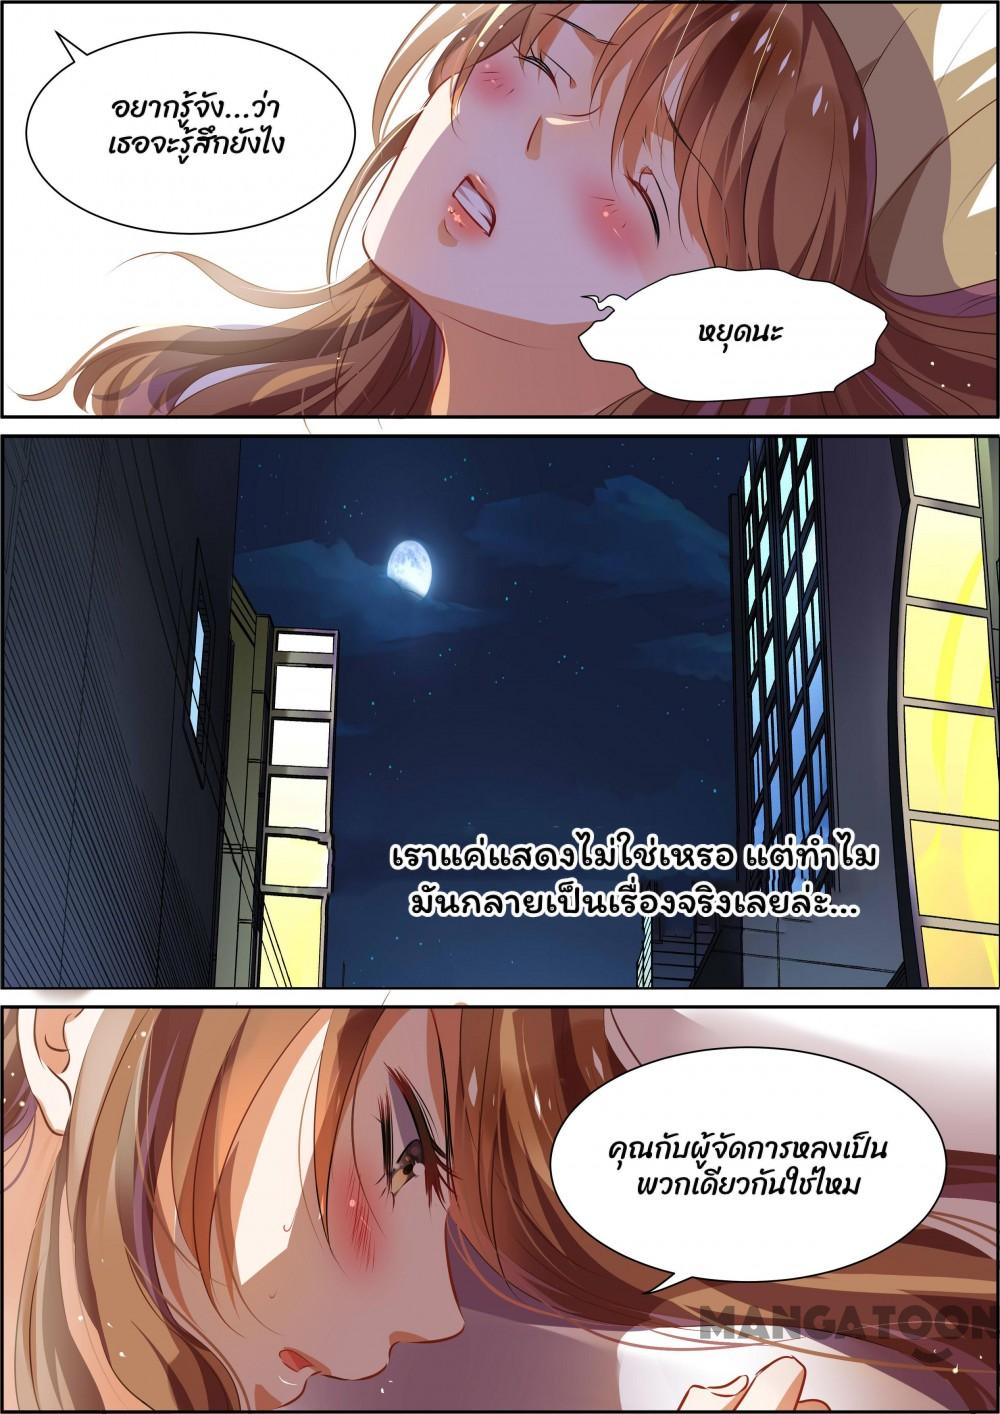 อยากรู้จัง...ว่า
เธอจะรู้สึกยังไง
หยุดนะ
เราแค่แสดงไม่ใช่เหรอ แต่ทำไม
มันกลายเป็นเรื่องจริงเลยล่ะ...
คุณกับผู้จัดการหลงเป็น
พวกเดียวกันใช่ไหม
MANGATOON